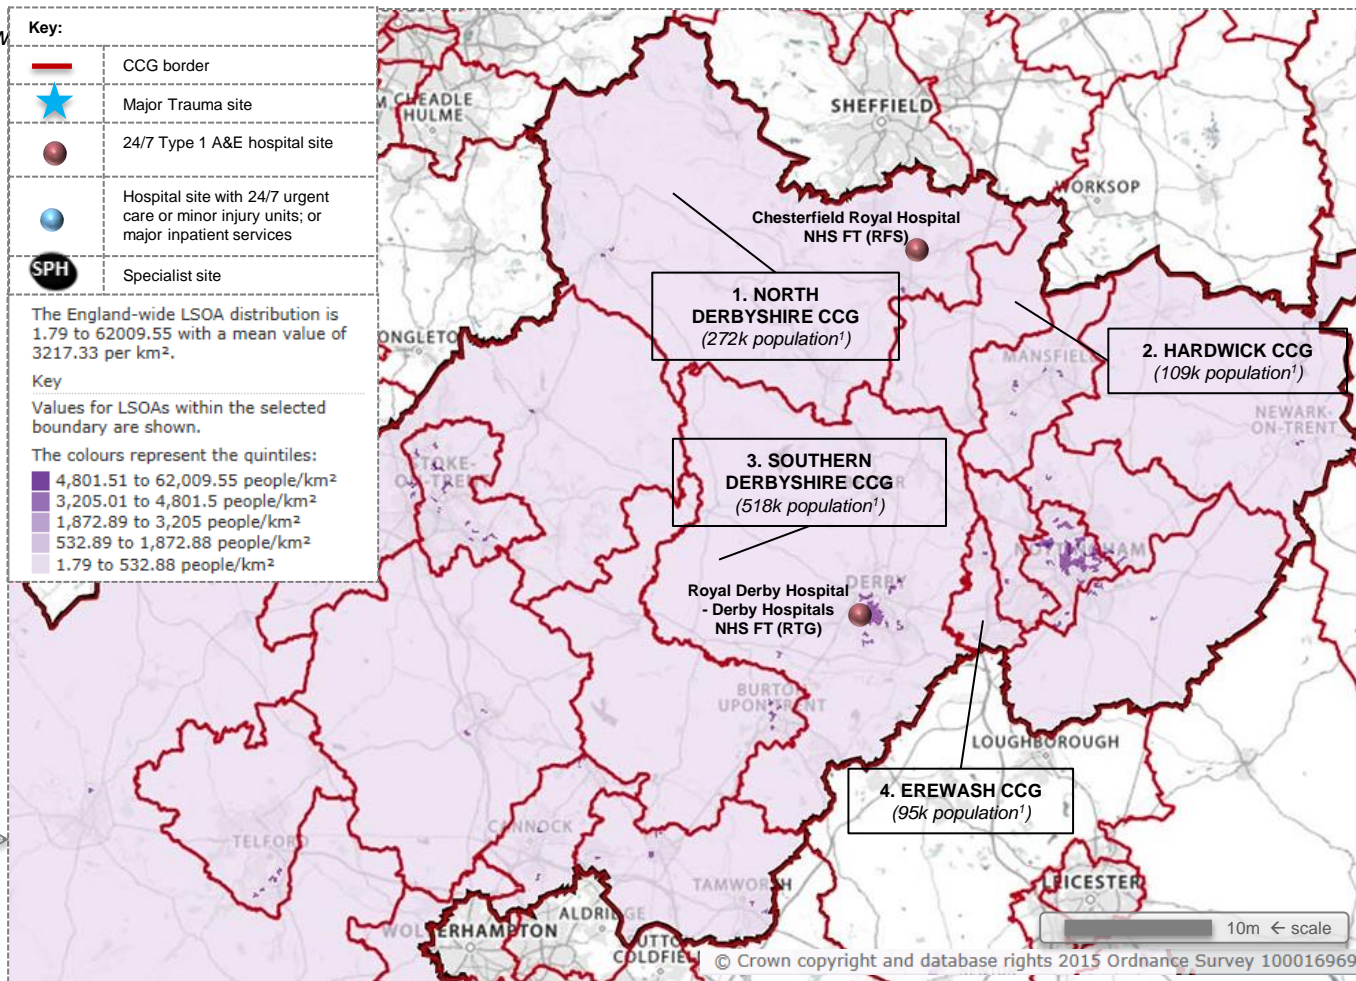 Key:
CCG border
Major Trauma site
24/7 Type 1 A&E hospital site
Hospital site with 24/7 urgent
care or minor injury units; or
major inpatient services
SPH
Specialist site
The England-wide LSOA distribution is
1.79 to 62009.55 with a mean value of
3217.33 per km².
Key
Values for LSOAs within the selected
boundary are shown.
The colours represent the quintiles:
4,801.51 to 62,009.55 people/km²
3,205.01 to 4,801.5 people/km²
1,872.89 to 3,205 people/km²
532.89 to 1,872.88 people/km²
1.79 to 532.88 people/km²
CHEADLE
HULME
SHEFFIELD
WORKSOP
Chesterfield Royal Hospital
NHS FT (RFS)
1. NORTH
DERBYSHIRE CCG
(272k population¹)
ONGLETO
MANSFIELD
2. HARDWICK CCG
(109k population¹)
NEWARK-
ON-TRENT
STOKE-
ON-TRENT
3. SOUTHERN
DERBYSHIRE CCG
(518k population¹)
NOTTINGHAM
DERBY
Royal Derby Hospital
- Derby Hospitals
NHS FT (RTG)
BURTON
UPON TRENT
LOUGHBOROUGH
4. EREWASH CCG
(95k population¹)
TELFORD
CANNOCK
TAMWORTH
LEICESTER
ALDRIDGE
WOLVERHAMPTON
SUTTON
COLDFIEL
10m ← scale
© Crown copyright and database rights 2015 Ordnance Survey 100016969